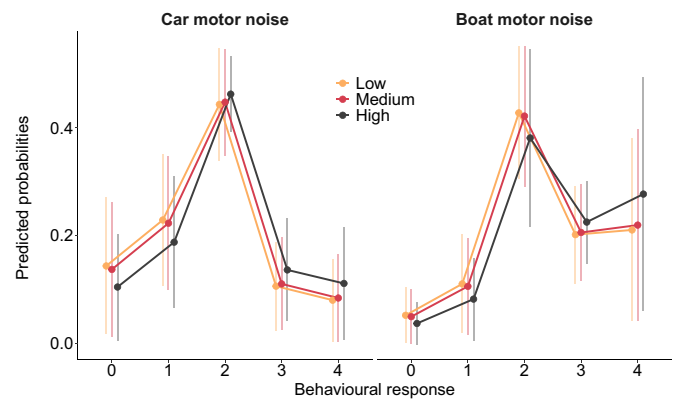 Car motor noise
Boat motor noise
Low
Medium
High
Predicted probabilities
0.4
0.2
0.0
0 1 2 3 4
0 1 2 3 4
Behavioural response